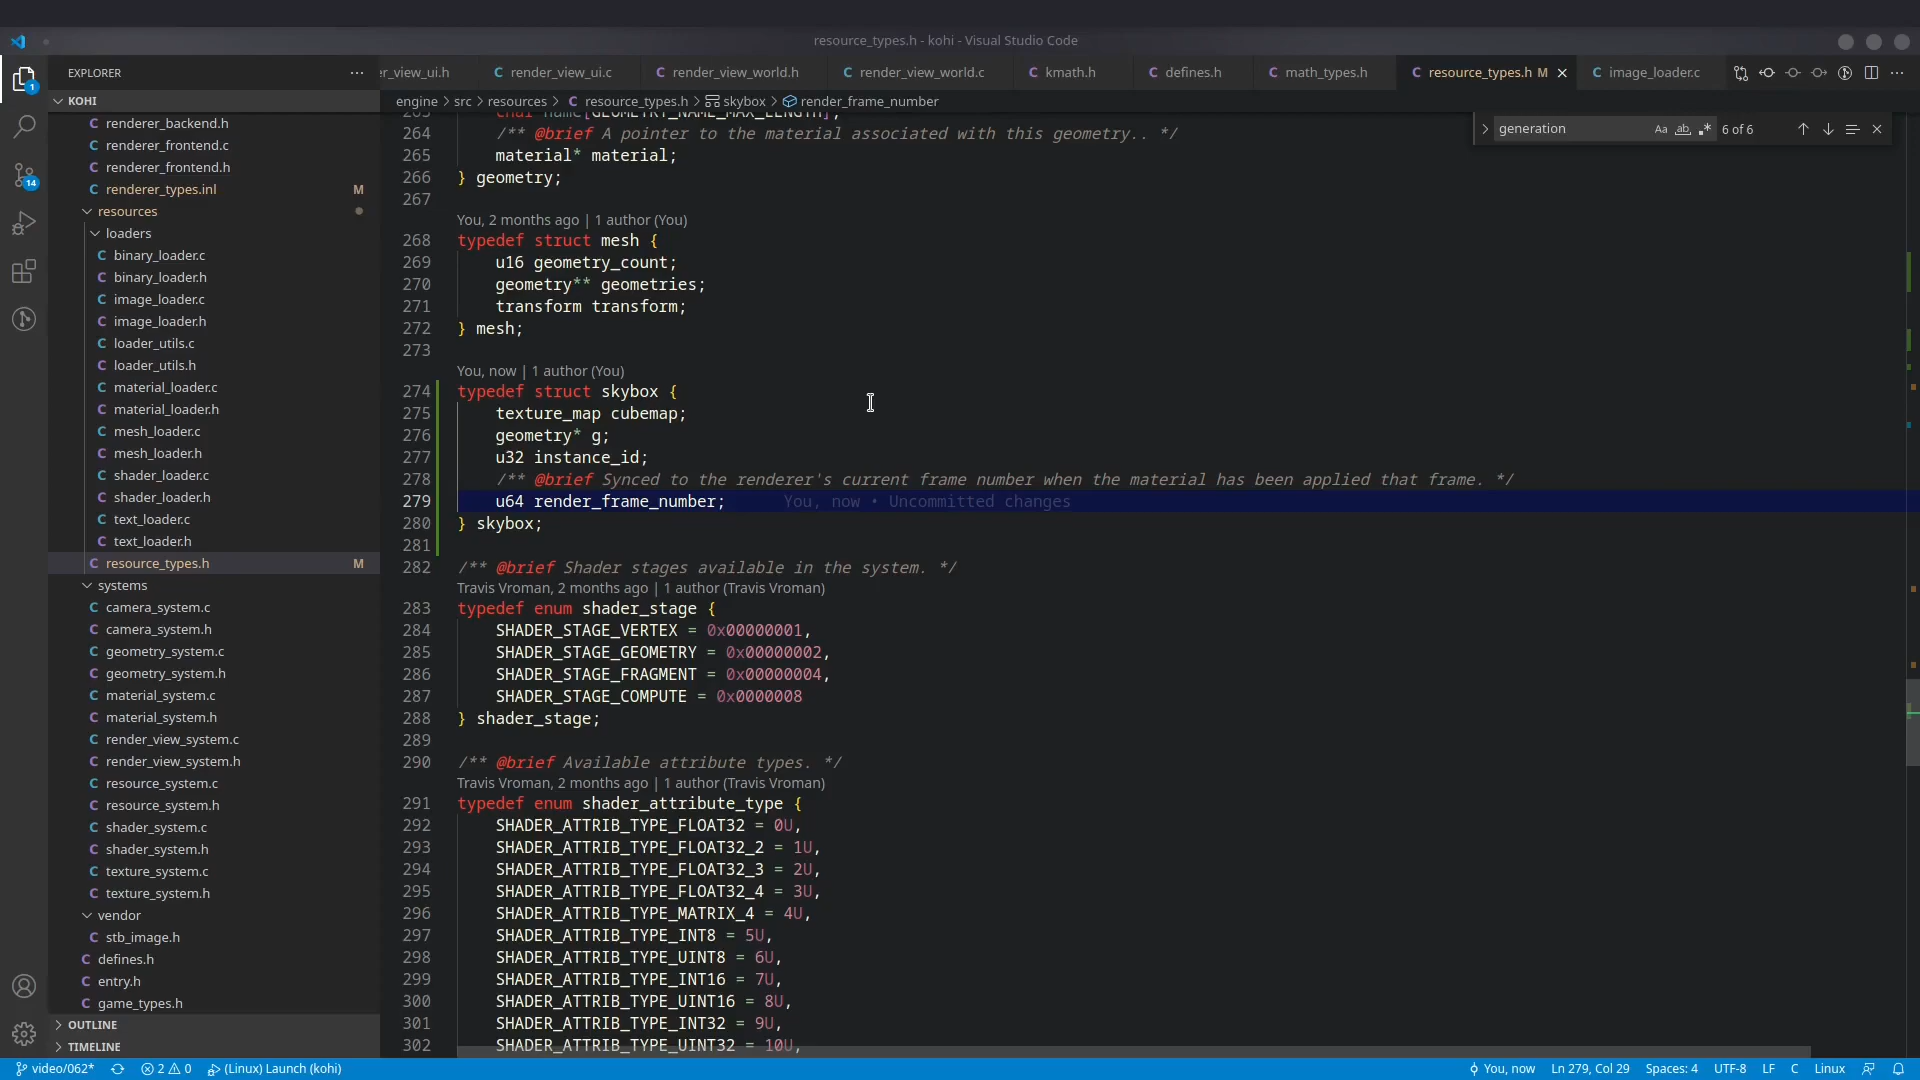 resource_types.h - kohi - Visual Studio Code
EXPLORER
er_view_ui.h
render_view_ui.c
render_view_world.h
render_view_world.c
kmath.h
defines.h
math_types.h
resource_types.h M
image_loader.c
KOHI
engine > src > resources > C resource_types.h > skybox > render_frame_number
generation
Aa ab
6 of 6
C renderer_backend.h
C renderer_frontend.c
C renderer_frontend.h
C renderer_types.inl M
resources
loaders
C binary_loader.c
C binary_loader.h
C image_loader.c
C image_loader.h
C loader_utils.c
C loader_utils.h
C material_loader.c
C material_loader.h
C mesh_loader.c
C mesh_loader.h
C shader_loader.c
C shader_loader.h
C text_loader.c
C text_loader.h
C resource_types.h M
systems
C camera_system.c
C camera_system.h
C geometry_system.c
C geometry_system.h
C material_system.c
C material_system.h
C render_view_system.c
C render_view_system.h
C resource_system.c
C resource_system.h
C shader_system.c
C shader_system.h
C texture_system.c
C texture_system.h
vendor
C stb_image.h
C defines.h
C entry.h
C game_types.h
OUTLINE
TIMELINE
1
14
263 char name[GEOMETRY_NAME_MAX_LENGTH];
264 /** @brief A pointer to the material associated with this geometry.. */
265 material* material;
266 } geometry;
267
You, 2 months ago | 1 author (You)
268 typedef struct mesh {
269 u16 geometry_count;
270 geometry** geometries;
271 transform transform;
272 } mesh;
273
You, now | 1 author (You)
274 typedef struct skybox {
275 texture_map cubemap;
276 geometry* g;
277 u32 instance_id;
278 /** @brief Synced to the renderer's current frame number when the material has been applied that frame. */
279 u64 render_frame_number; You, now • Uncommitted changes
280 } skybox;
281
282 /** @brief Shader stages available in the system. */
Travis Vroman, 2 months ago | 1 author (Travis Vroman)
283 typedef enum shader_stage {
284 SHADER_STAGE_VERTEX = 0x00000001,
285 SHADER_STAGE_GEOMETRY = 0x00000002,
286 SHADER_STAGE_FRAGMENT = 0x00000004,
287 SHADER_STAGE_COMPUTE = 0x0000008
288 } shader_stage;
289
290 /** @brief Available attribute types. */
Travis Vroman, 2 months ago | 1 author (Travis Vroman)
291 typedef enum shader_attribute_type {
292 SHADER_ATTRIB_TYPE_FLOAT32 = 0U,
293 SHADER_ATTRIB_TYPE_FLOAT32_2 = 1U,
294 SHADER_ATTRIB_TYPE_FLOAT32_3 = 2U,
295 SHADER_ATTRIB_TYPE_FLOAT32_4 = 3U,
296 SHADER_ATTRIB_TYPE_MATRIX_4 = 4U,
297 SHADER_ATTRIB_TYPE_INT8 = 5U,
298 SHADER_ATTRIB_TYPE_UINT8 = 6U,
299 SHADER_ATTRIB_TYPE_INT16 = 7U,
300 SHADER_ATTRIB_TYPE_UINT16 = 8U,
301 SHADER_ATTRIB_TYPE_INT32 = 9U,
302 SHADER_ATTRIB_TYPE_UINT32 = 10U,
video/062* 2 0 (Linux) Launch (kohi) You, now Ln 279, Col 29 Spaces: 4 UTF-8 LF C Linux